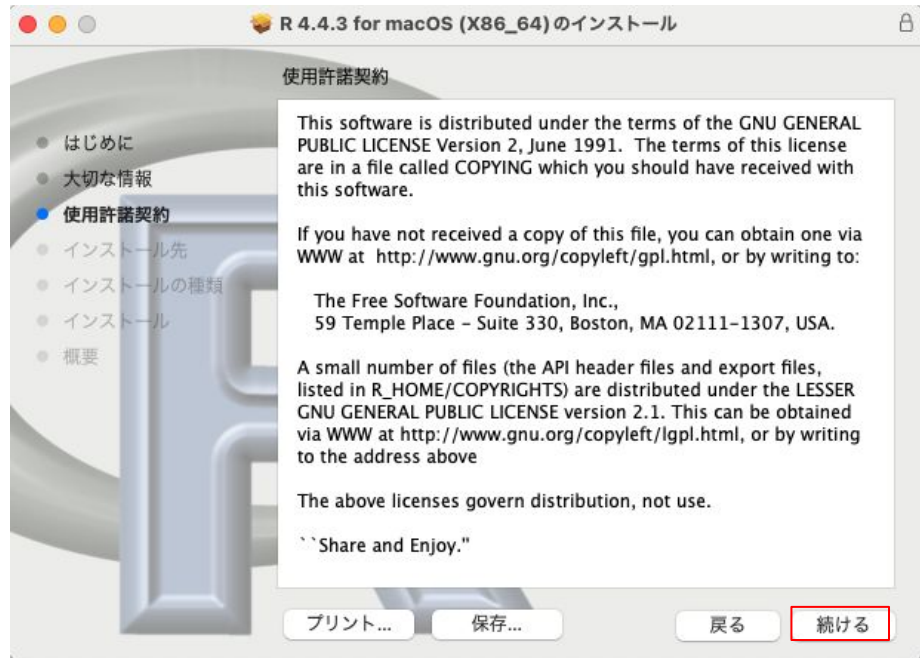 R 4.4.3 for macOS (X86_64)のインストール
使用許諾契約
はじめに
大切な情報
使用許諾契約
インストール先
インストールの種類
インストール
概要
This software is distributed under the terms of the GNU GENERAL
PUBLIC LICENSE Version 2, June 1991.  The terms of this license
are in a file called COPYING which you should have received with
this software.
If you have not received a copy of this file, you can obtain one via
WWW at  http://www.gnu.org/copyleft/gpl.html, or by writing to:
The Free Software Foundation, Inc.,
59 Temple Place – Suite 330, Boston, MA 02111–1307, USA.
A small number of files (the API header files and export files,
listed in R_HOME/COPYRIGHTS) are distributed under the LESSER
GNU GENERAL PUBLIC LICENSE version 2.1. This can be obtained
via WWW at http://www.gnu.org/copyleft/lgpl.html, or by writing
to the address above
The above licenses govern distribution, not use.
``Share and Enjoy."
プリント...
保存...
戻る
続ける